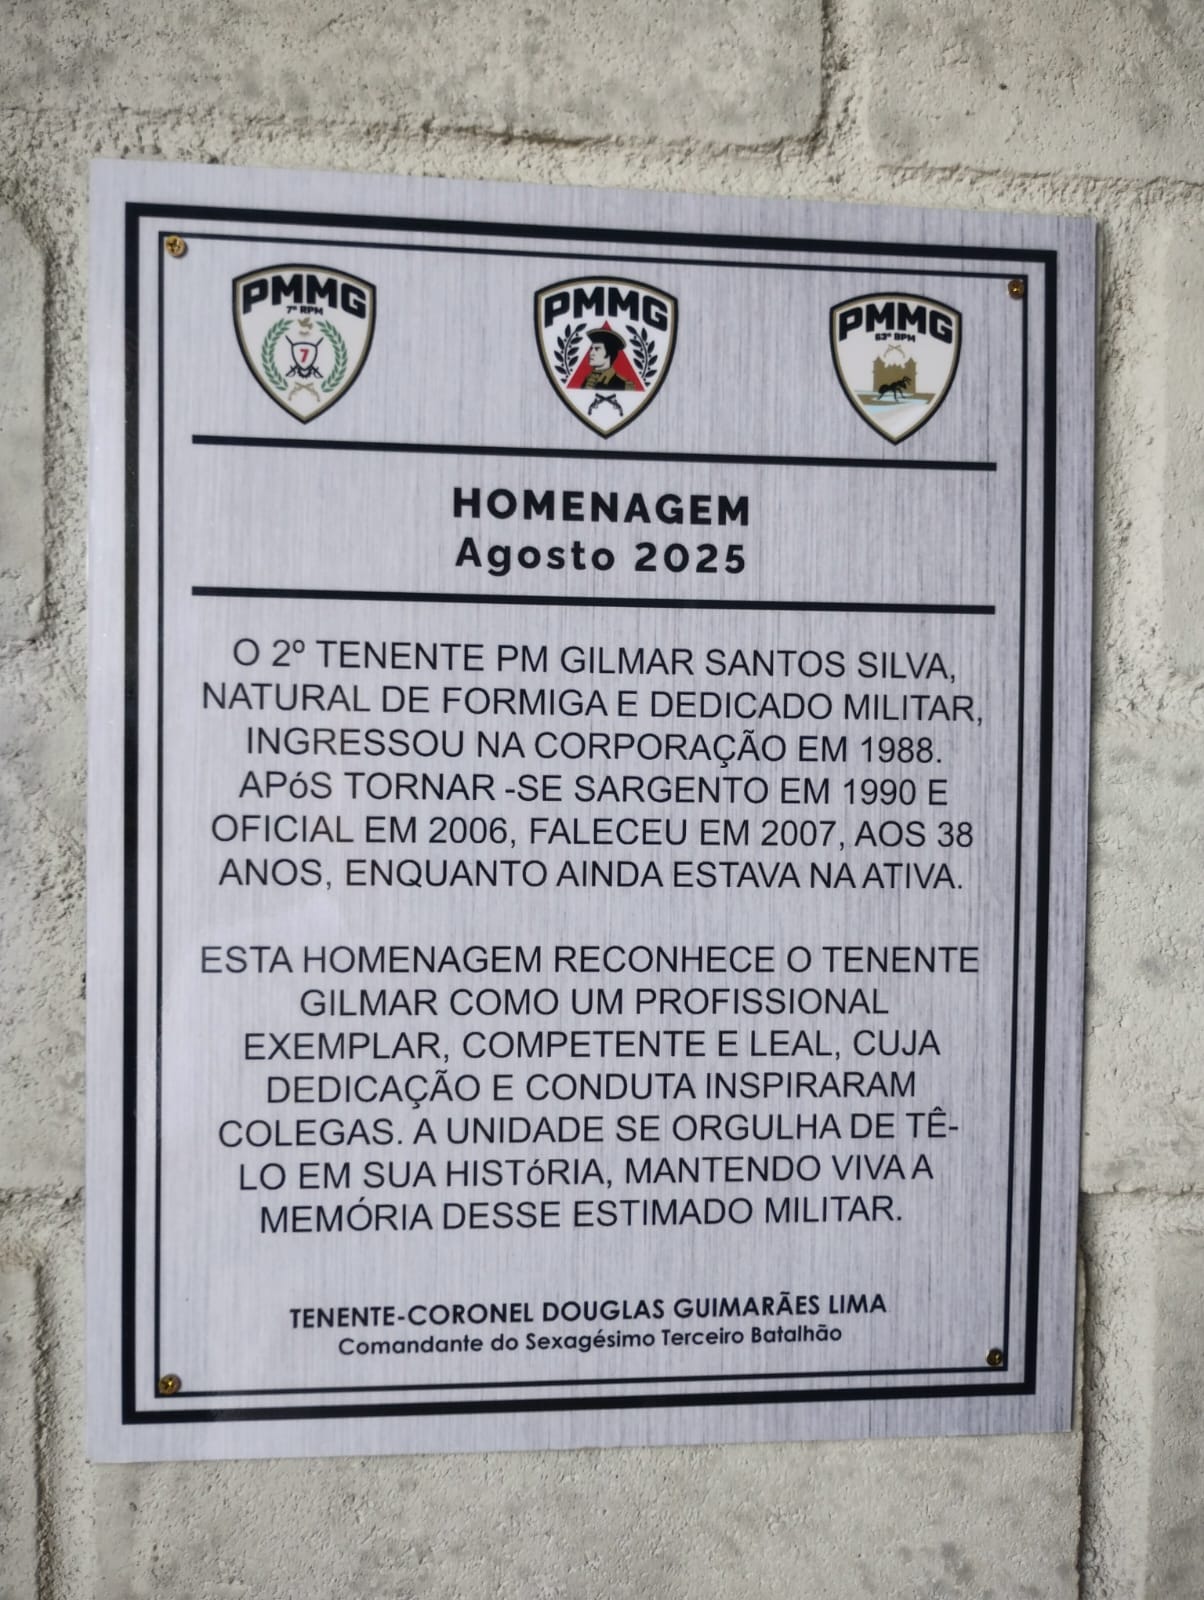 PMMG
7ª RPM
7
PMMG
PMMG
63º BPM
HOMENAGEM
Agosto 2025
O 2º TENENTE PM GILMAR SANTOS SILVA,
NATURAL DE FORMIGA E DEDICADO MILITAR,
INGRESSOU NA CORPORAÇÃO EM 1988.
APóS TORNAR -SE SARGENTO EM 1990 E
OFICIAL EM 2006, FALECEU EM 2007, AOS 38
ANOS, ENQUANTO AINDA ESTAVA NA ATIVA.
ESTA HOMENAGEM RECONHECE O TENENTE
GILMAR COMO UM PROFISSIONAL
EXEMPLAR, COMPETENTE E LEAL, CUJA
DEDICAÇÃO E CONDUTA INSPIRARAM
COLEGAS. A UNIDADE SE ORGULHA DE TÊ-
LO EM SUA HISTóRIA, MANTENDO VIVA A
MEMÓRIA DESSE ESTIMADO MILITAR.
TENENTE-CORONEL DOUGLAS GUIMARÃES LIMA
Comandante do Sexagésimo Terceiro Batalhão